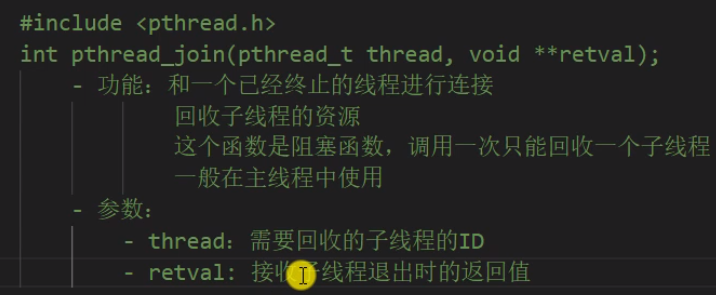 #include <pthread.h>
int pthread_join(pthread_t thread, void **retval);
- 功能：和一个已经终止的线程进行连接
回收子线程的资源
这个函数是阻塞函数，调用一次只能回收一个子线程
一般在主线程中使用
- 参数：
- thread：需要回收的子线程的ID
- retval: 接收子线程退出时的返回值